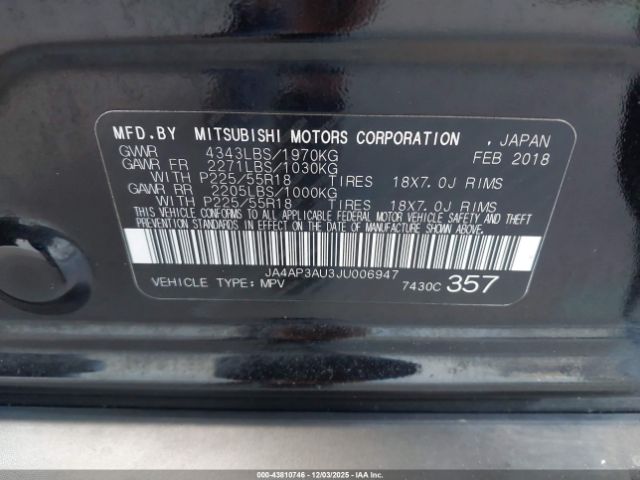 MFD.BY MITSUBISHI MOTORS CORPORATION , JAPAN
GVWR 4343LBS/1970KG FEB 2018
GAWR FR 2271LBS/1030KG
WITH P225/55R18 TIRES 18X7.0J RIMS
GAWR RR 2205LBS/1000KG
WITH P225/55R18 TIRES 18X7.0J RIMS
THIS VEHICLE CONFORMS TO ALL APPLICABLE FEDERAL MOTOR VEHICLE SAFETY AND THEFT
PREVENTION STANDARDS IN EFFECT ON THE DATE OF MANUFACTURE SHOWN ABOVE.
JA4AP3AU3JU006947
VEHICLE TYPE: MPV 7430C 357
000-43810746 - 12/03/2025 - IAAI.COM